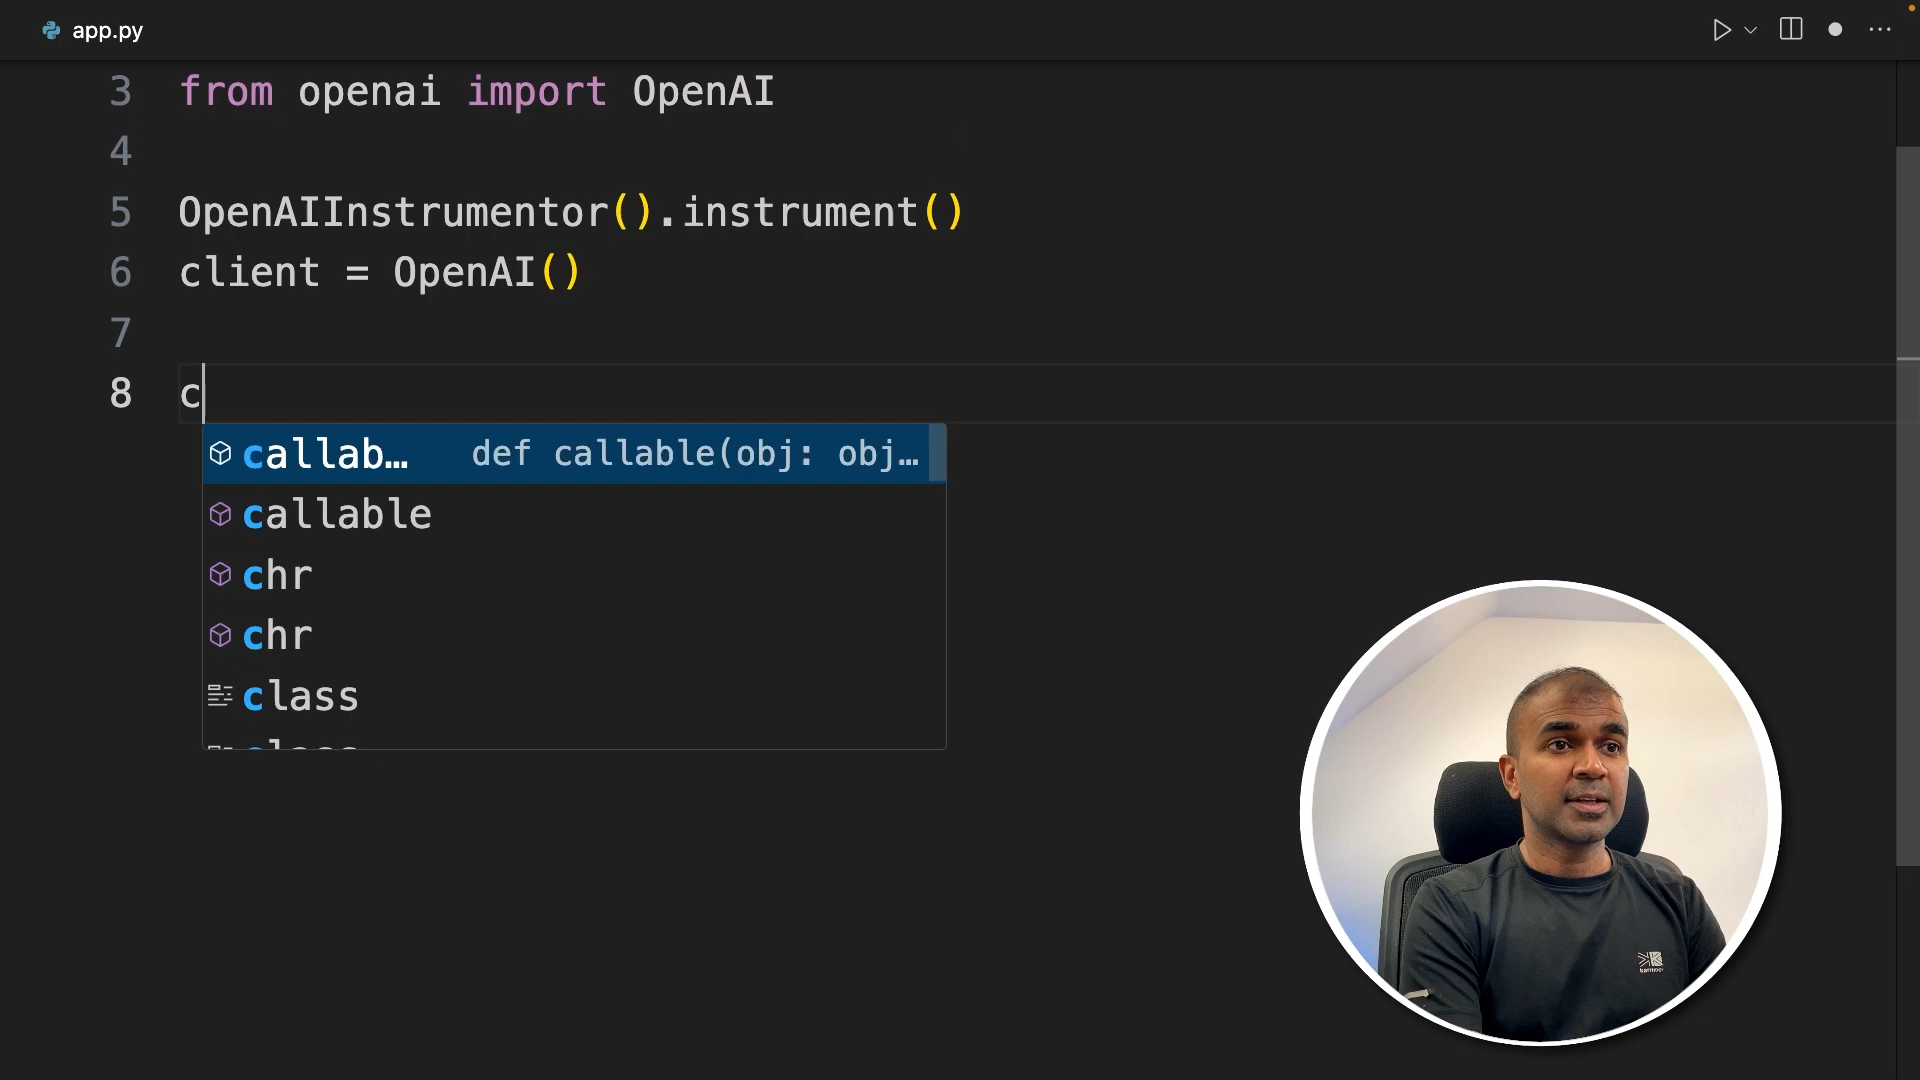 app.py
3 from openai import OpenAI
4
5 OpenAIInstrumentor().instrument()
6 client = OpenAI()
7
8 c
callab… def callable(obj: obj…
callable
chr
chr
class
class